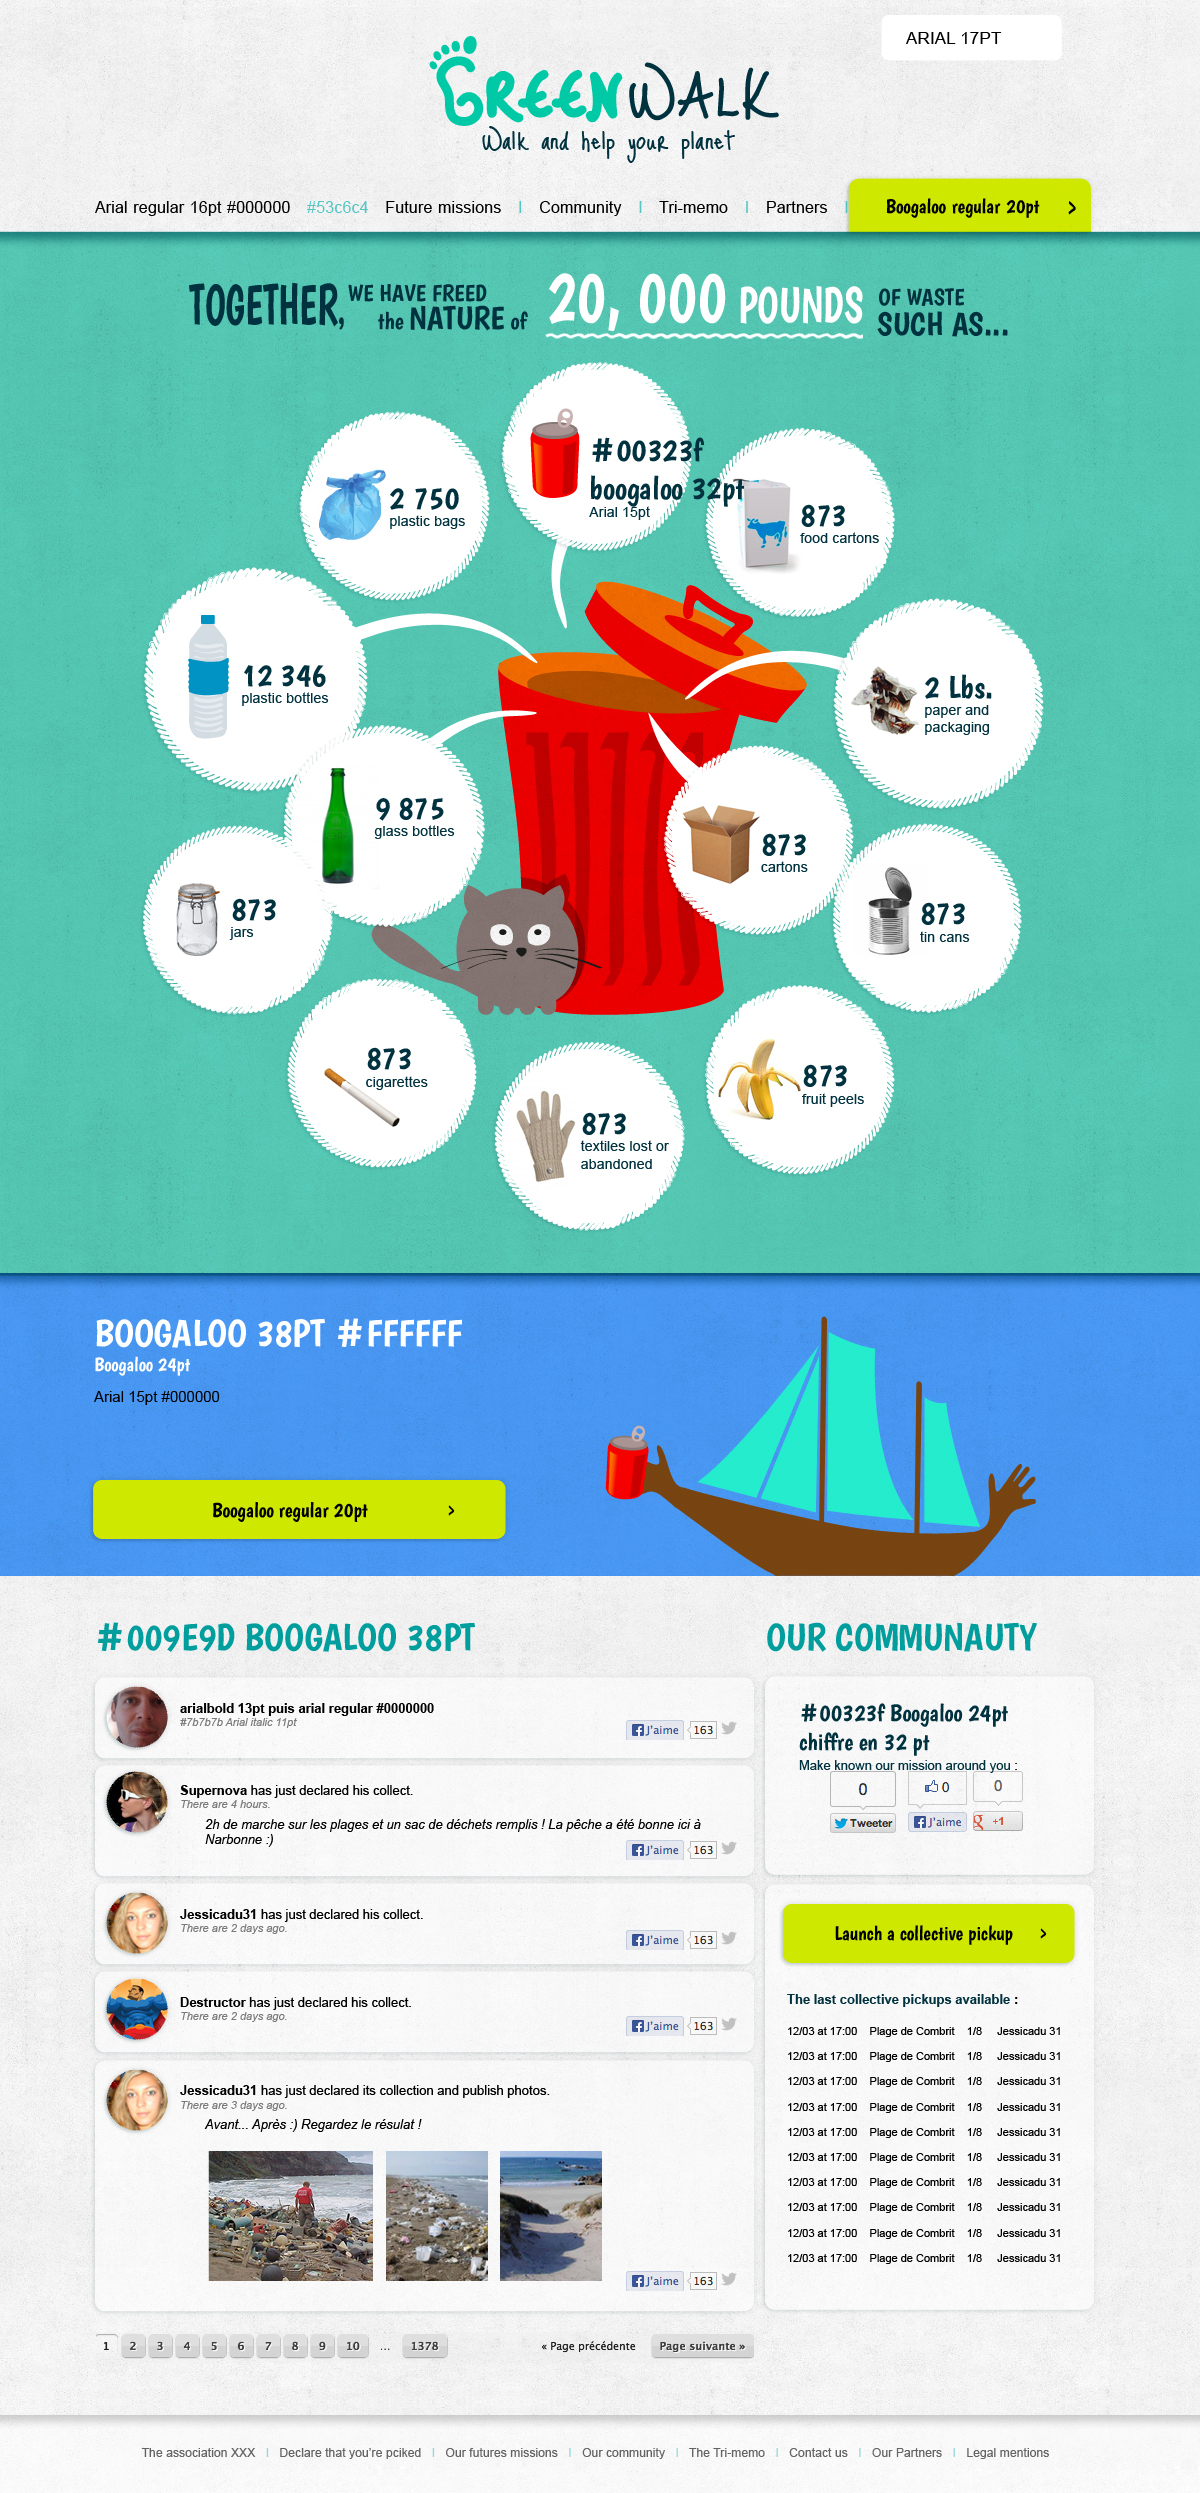 ARIAL 17PT
GREENWALK
Walk and help your planet
Arial regular 16pt #000000 #53c6c4 Future missions | Community | Tri-memo | Partners |
Boogaloo regular 20pt >
TOGETHER, WE HAVE FREED the NATURE of 20, 000 POUNDS OF WASTE SUCH AS...
#00323f
boogaloo 32pt
Arial 15pt
2 750
plastic bags
873
food cartons
12 346
plastic bottles
2 Lbs.
paper and
packaging
9 875
glass bottles
873
cartons
873
jars
873
tin cans
873
cigarettes
873
fruit peels
873
textiles lost or
abandoned
BOOGALOO 38PT #FFFFFF
Boogaloo 24pt
Arial 15pt #000000
Boogaloo regular 20pt >
#009E9D BOOGALOO 38PT
arialbold 13pt puis arial regular #0000000
#7b7b7b Arial italic 11pt
J'aime 163
Supernova has just declared his collect.
There are 4 hours.
2h de marche sur les plages et un sac de déchets remplis ! La pêche a été bonne ici à
Narbonne :)
J'aime 163
Jessicadu31 has just declared his collect.
There are 2 days ago.
J'aime 163
Destructor has just declared his collect.
There are 2 days ago.
J'aime 163
Jessicadu31 has just declared its collection and publish photos.
There are 3 days ago.
Avant... Après :) Regardez le résulat !
J'aime 163
1 2 3 4 5 6 7 8 9 10 ... 1378 « Page précédente Page suivante »
OUR COMMUNAUTY
#00323f Boogaloo 24pt
chiffre en 32 pt
Make known our mission around you :
0 0 0
Tweeter J'aime +1
Launch a collective pickup >
The last collective pickups available :
12/03 at 17:00 Plage de Combrit 1/8 Jessicadu 31
12/03 at 17:00 Plage de Combrit 1/8 Jessicadu 31
12/03 at 17:00 Plage de Combrit 1/8 Jessicadu 31
12/03 at 17:00 Plage de Combrit 1/8 Jessicadu 31
12/03 at 17:00 Plage de Combrit 1/8 Jessicadu 31
12/03 at 17:00 Plage de Combrit 1/8 Jessicadu 31
12/03 at 17:00 Plage de Combrit 1/8 Jessicadu 31
12/03 at 17:00 Plage de Combrit 1/8 Jessicadu 31
12/03 at 17:00 Plage de Combrit 1/8 Jessicadu 31
12/03 at 17:00 Plage de Combrit 1/8 Jessicadu 31
The association XXX | Declare that you're pciked | Our futures missions | Our community | The Tri-memo | Contact us | Our Partners | Legal mentions